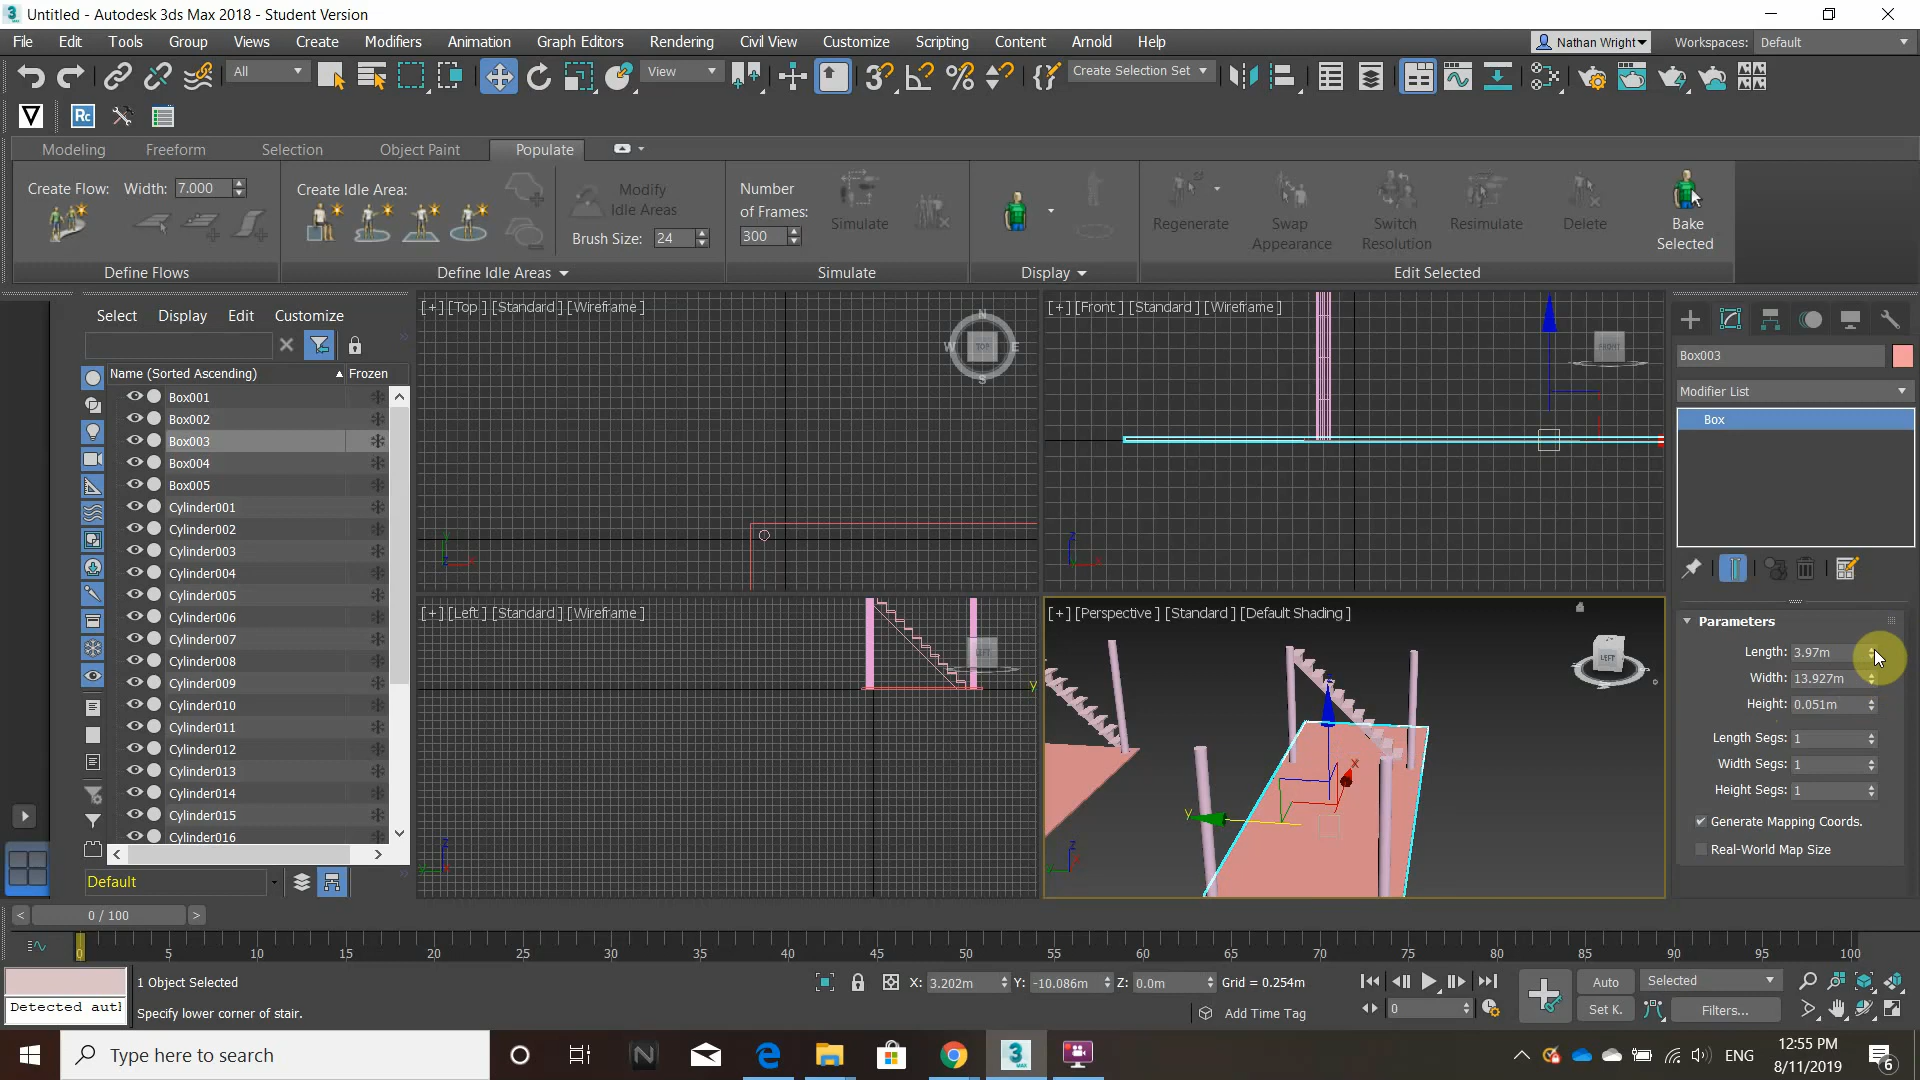 Untitled - Autodesk 3ds Max 2018 - Student Version
File Edit Tools Group Views Create Modifiers Animation Graph Editors Rendering Civil View Customize Scripting Content Arnold Help Nathan Wright Workspaces: Default
All View Create Selection Set
Rc
Modeling Freeform Selection Object Paint Populate
Create Flow: Width: 7.000 Create Idle Area: Modify Idle Areas Number of Frames:
Brush Size: 24 300 Simulate Regenerate Swap Appearance Switch Resolution Resimulate Delete Bake Selected
Define Flows Define Idle Areas Simulate Display Edit Selected
Select Display Edit Customize
Name (Sorted Ascending) Frozen
Box001
Box002
Box003
Box004
Box005
Cylinder001
Cylinder002
Cylinder003
Cylinder004
Cylinder005
Cylinder006
Cylinder007
Cylinder008
Cylinder009
Cylinder010
Cylinder011
Cylinder012
Cylinder013
Cylinder014
Cylinder015
Cylinder016
Default
[+] [Top ] [Standard ] [Wireframe ]
N
W TOP E
S
[+] [Front ] [Standard ] [Wireframe ]
FRONT
z
x
y
[+] [Left ] [Standard ] [Wireframe ]
LEFT
y
z
[+] [Perspective ] [Standard ] [Default Shading ]
LEFT
x
y
z
Box003
Modifier List
Box
Parameters
Length: 3.97m
Width: 13.927m
Height: 0.051m
Length Segs: 1
Width Segs: 1
Height Segs: 1
Generate Mapping Coords.
Real-World Map Size
< 0 / 100 >
0 5 10 15 20 25 30 35 40 45 50 55 60 65 70 75 80 85 90 95 100
1 Object Selected X: 3.202m Y: -10.086m Z: 0.0m Grid = 0.254m Auto Selected
Detected auth Specify lower corner of stair. Add Time Tag 0 Set K. Filters...
Type here to search
3
MAX
ENG
12:55 PM
8/11/2019
6